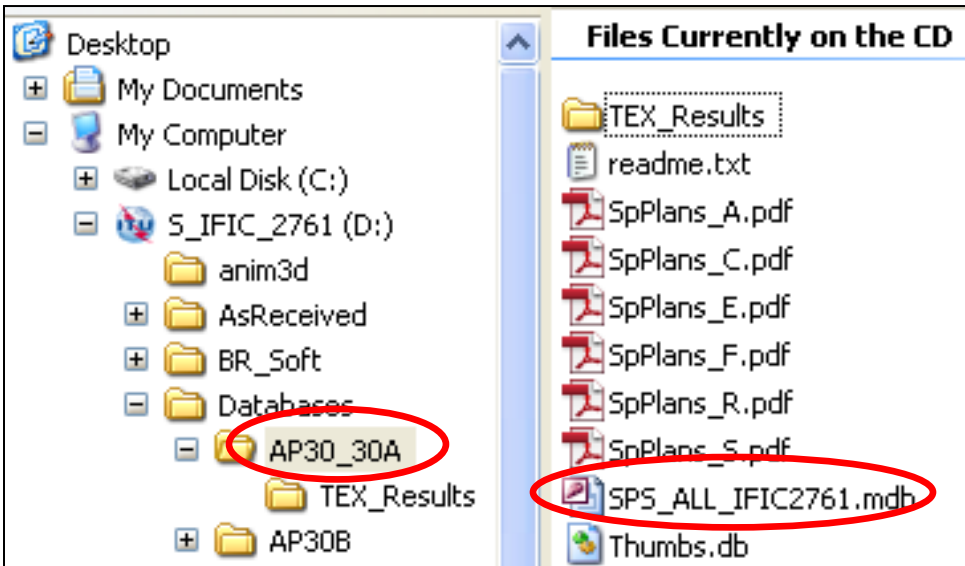 Desktop
My Documents
My Computer
Local Disk (C:)
S_IFIC_2761 (D:)
anim3d
AsReceived
BR_Soft
Databases
AP30_30A
TEX_Results
AP30B
Files Currently on the CD
TEX_Results
readme.txt
SpPlans_A.pdf
SpPlans_C.pdf
SpPlans_E.pdf
SpPlans_F.pdf
SpPlans_R.pdf
SpPlans_S.pdf
SPS_ALL_IFIC2761.mdb
Thumbs.db